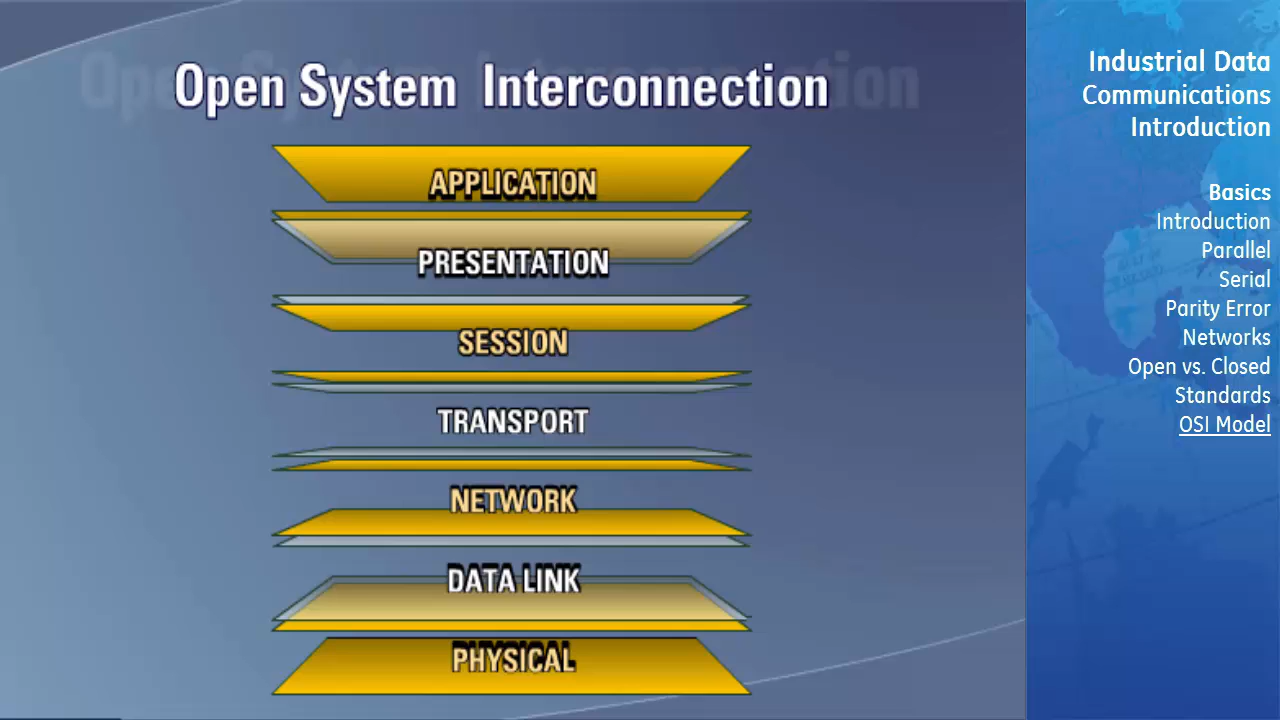 Open System Interconnection
APPLICATION
PRESENTATION
SESSION
TRANSPORT
NETWORK
DATA LINK
PHYSICAL
Industrial Data
Communications
Introduction
Basics
Introduction
Parallel
Serial
Parity Error
Networks
Open vs. Closed
Standards
OSI Model